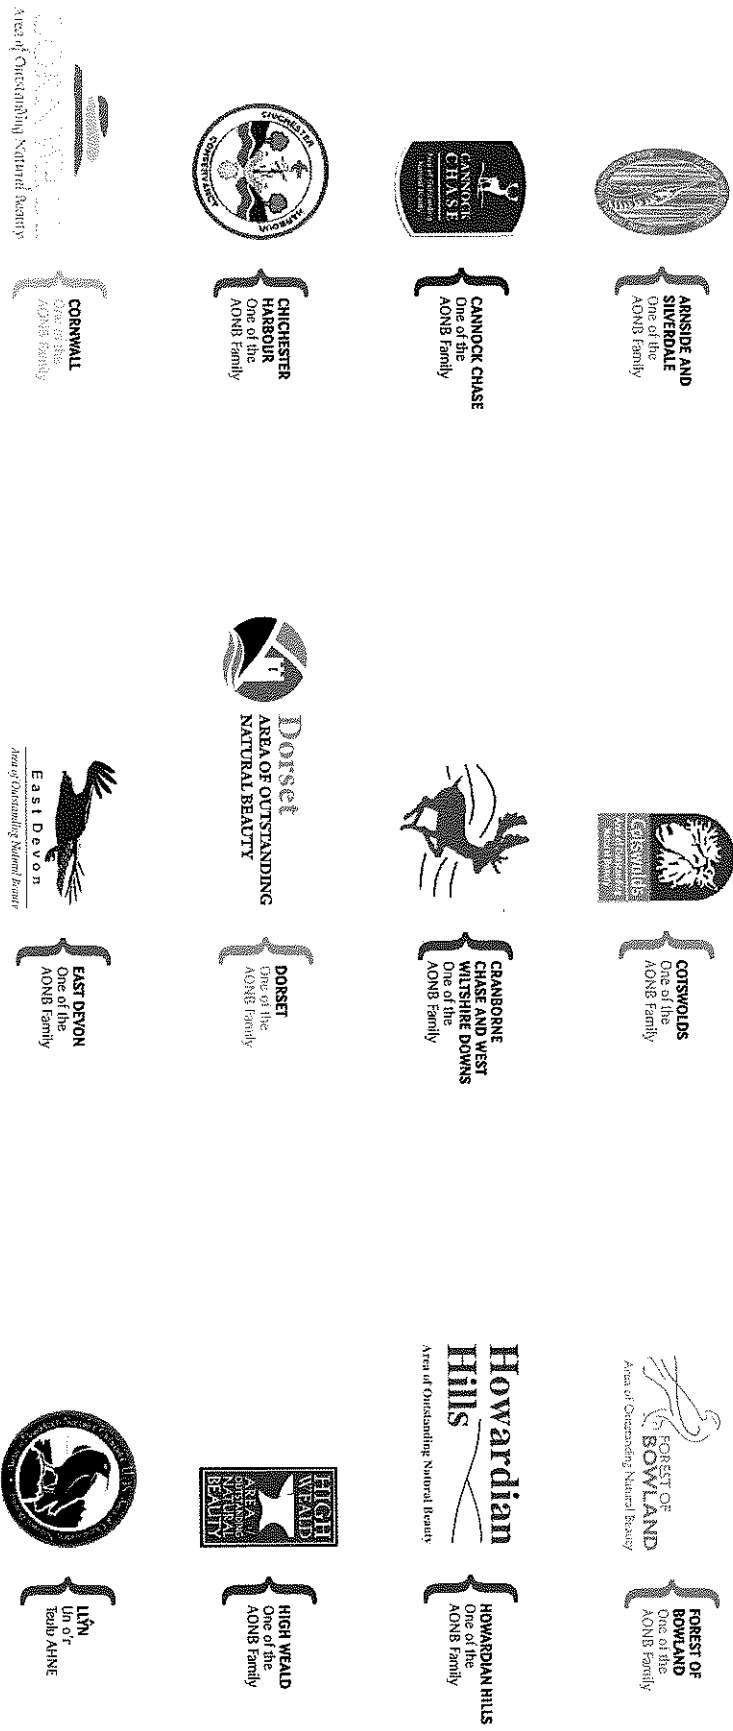 ARNSIDE AND
SILVERDALE
One of the
AONB Family
Cotswolds
COTSWOLDS
One of the
AONB Family
FOREST OF
BOWLAND
Area of Outstanding Natural Beauty
FOREST OF
BOWLAND
One of the
AONB Family
CANNOCK
CHASE
CANNOCK CHASE
One of the
AONB Family
CRANBORNE
CHASE AND WEST
WILTSHIRE DOWNS
One of the
AONB Family
Howardian
Hills
Area of Outstanding Natural Beauty
HOWARDIAN HILLS
One of the
AONB Family
CHICHESTER HARBOUR
CONSERVANCY
CHICHESTER
HARBOUR
One of the
AONB Family
Dorset
AREA OF OUTSTANDING
NATURAL BEAUTY
DORSET
One of the
AONB Family
HIGH
WEALD
AREA OF
OUTSTANDING
NATURAL
BEAUTY
HIGH WEALD
One of the
AONB Family
CORNWALL
Area of Outstanding Natural Beauty
CORNWALL
One of the
AONB Family
East Devon
Area of Outstanding Natural Beauty
EAST DEVON
One of the
AONB Family
LLŶN
Un o'r
Teulu AHNE